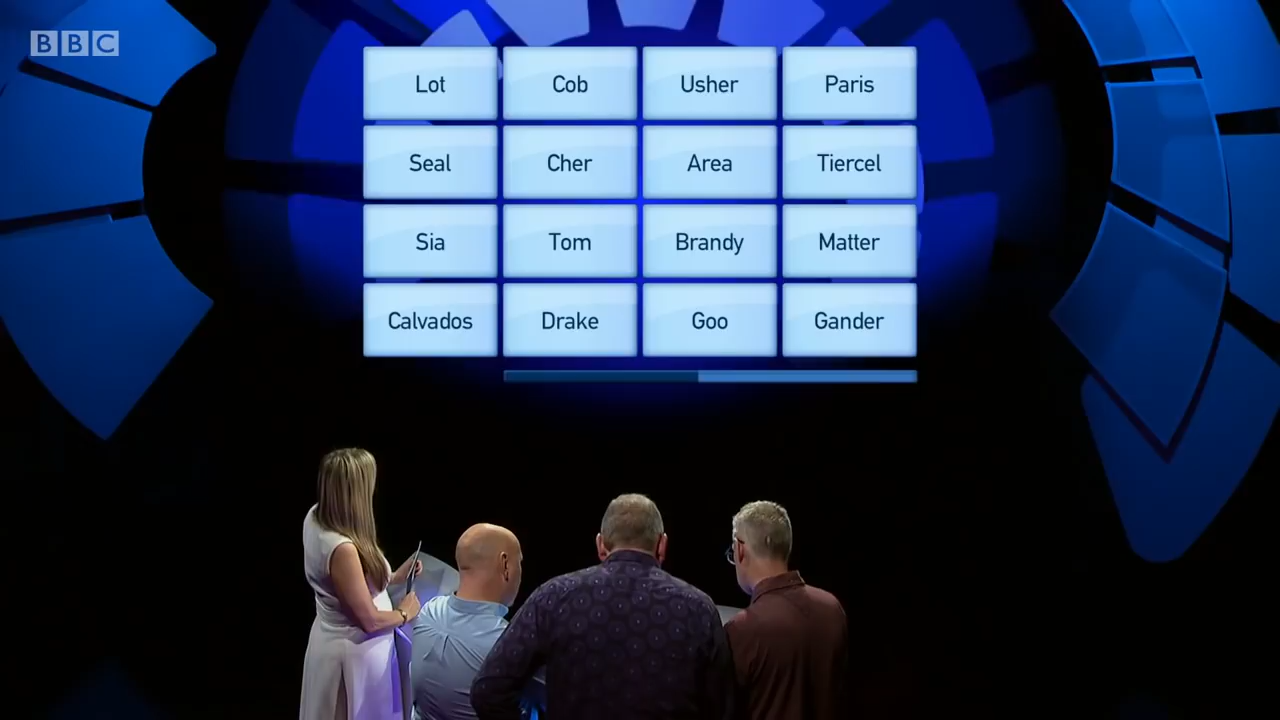 BBC
Lot Cob Usher Paris
Seal Cher Area Tiercel
Sia Tom Brandy Matter
Calvados Drake Goo Gander